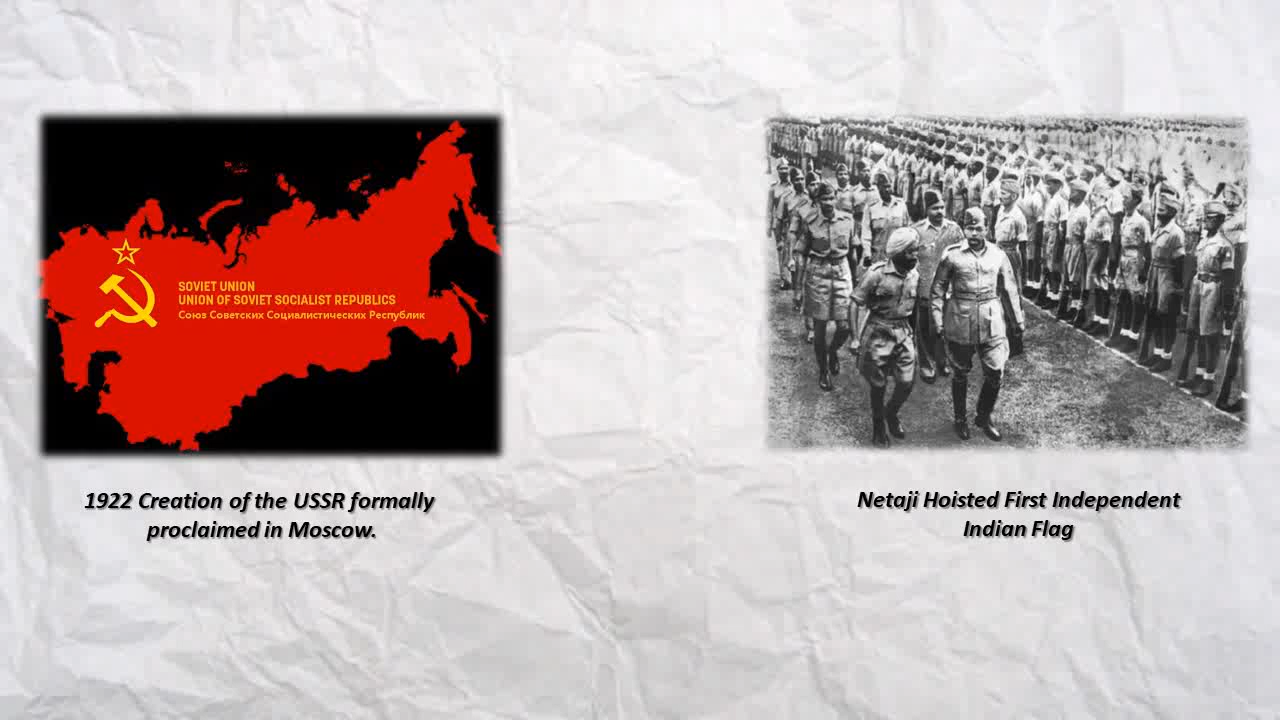 SOVIET UNION
UNION OF SOVIET SOCIALIST REPUBLICS
Союз Советских Социалистических Республик
1922 Creation of the USSR formally
proclaimed in Moscow.
Netaji Hoisted First Independent
Indian Flag